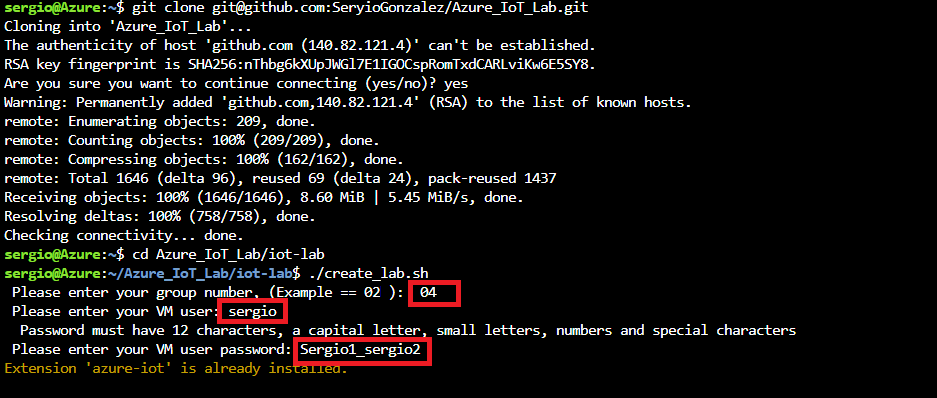 sergio@Azure:~$ git clone git@github.com:SeryioGonzalez/Azure_IoT_Lab.git
Cloning into 'Azure_IoT_Lab'...
The authenticity of host 'github.com (140.82.121.4)' can't be established.
RSA key fingerprint is SHA256:nThbg6kXUpJWGl7E1IGOCspRomTxdCARLviKw6E5SY8.
Are you sure you want to continue connecting (yes/no)? yes
Warning: Permanently added 'github.com,140.82.121.4' (RSA) to the list of known hosts.
remote: Enumerating objects: 209, done.
remote: Counting objects: 100% (209/209), done.
remote: Compressing objects: 100% (162/162), done.
remote: Total 1646 (delta 96), reused 69 (delta 24), pack-reused 1437
Receiving objects: 100% (1646/1646), 8.60 MiB | 5.45 MiB/s, done.
Resolving deltas: 100% (758/758), done.
Checking connectivity... done.
sergio@Azure:~$ cd Azure_IoT_Lab/iot-lab
sergio@Azure:~/Azure_IoT_Lab/iot-lab$ ./create_lab.sh
Please enter your group number, (Example == 02 ): 04
Please enter your VM user: sergio
Password must have 12 characters, a capital letter, small letters, numbers and special characters
Please enter your VM user password: Sergio1_sergio2
Extension 'azure-iot' is already installed.